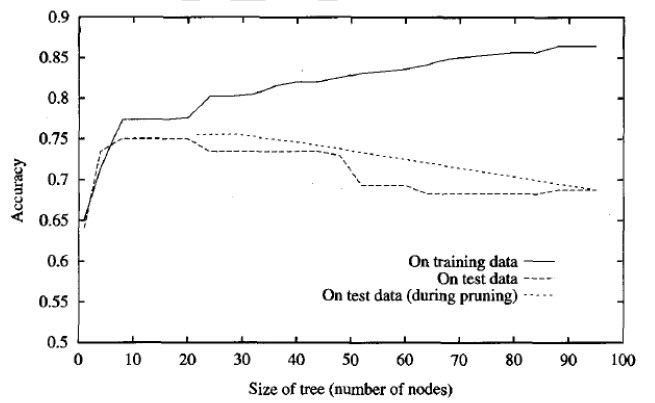 0.9
0.85
0.8
0.75
0.7
0.65
0.6
0.55
0.5
Accuracy
On training data
On test data
On test data (during pruning)
0 10 20 30 40 50 60 70 80 90 100
Size of tree (number of nodes)